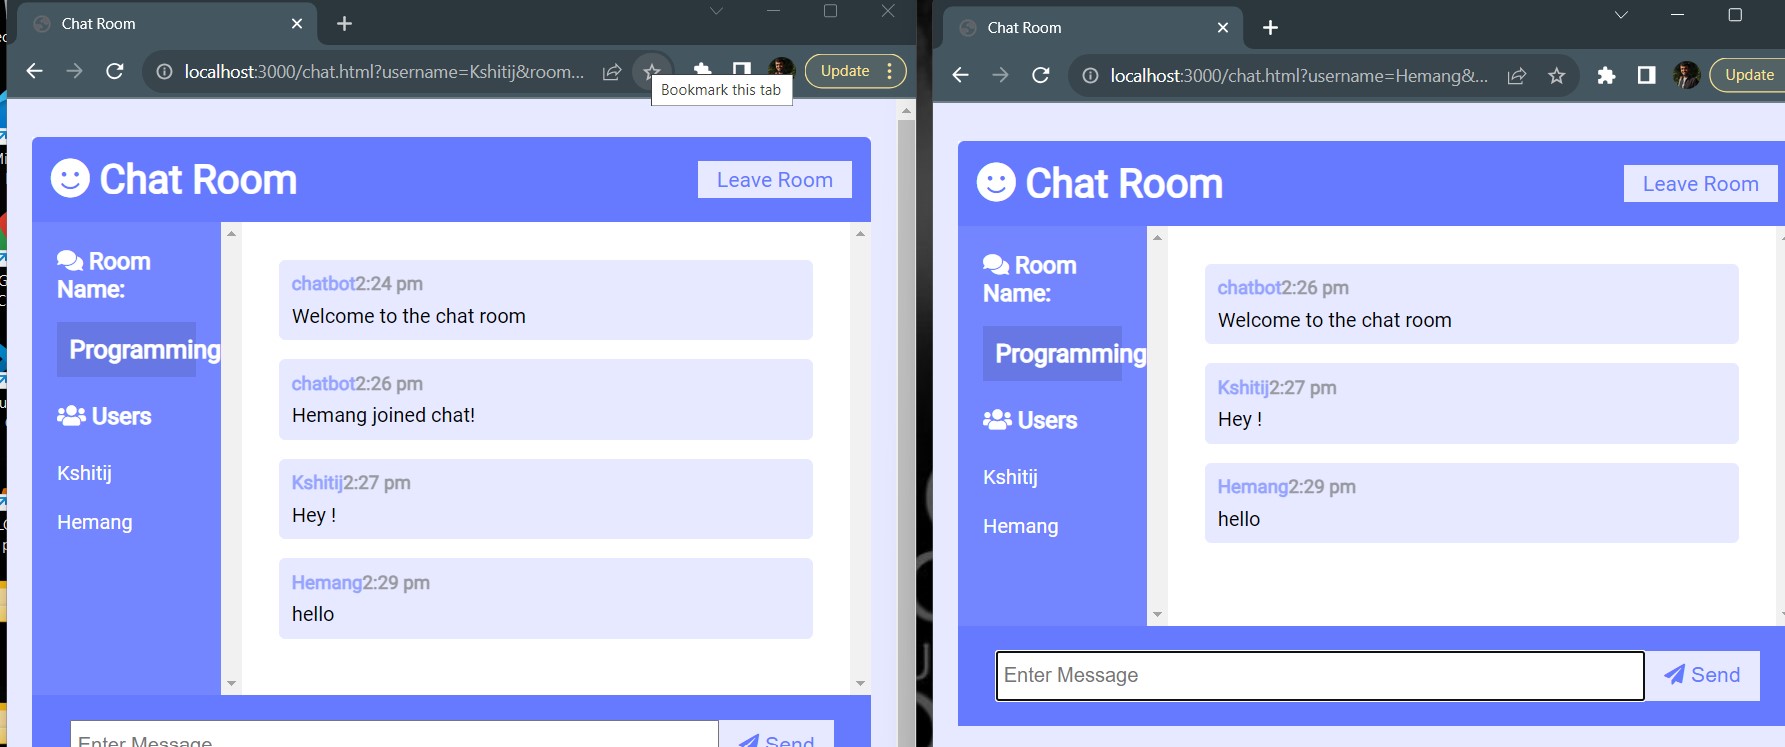 Chat Room
localhost:3000/chat.html?username=Kshitij&room...
Update
Bookmark this tab
Chat Room
Leave Room
Room
Name:
Programming
Users
Kshitij
Hemang
chatbot2:24 pm
Welcome to the chat room
chatbot2:26 pm
Hemang joined chat!
Kshitij2:27 pm
Hey !
Hemang2:29 pm
hello
Enter Message
Send
Chat Room
localhost:3000/chat.html?username=Hemang&...
Update
Chat Room
Leave Room
Room
Name:
Programming
Users
Kshitij
Hemang
chatbot2:26 pm
Welcome to the chat room
Kshitij2:27 pm
Hey !
Hemang2:29 pm
hello
Enter Message
Send